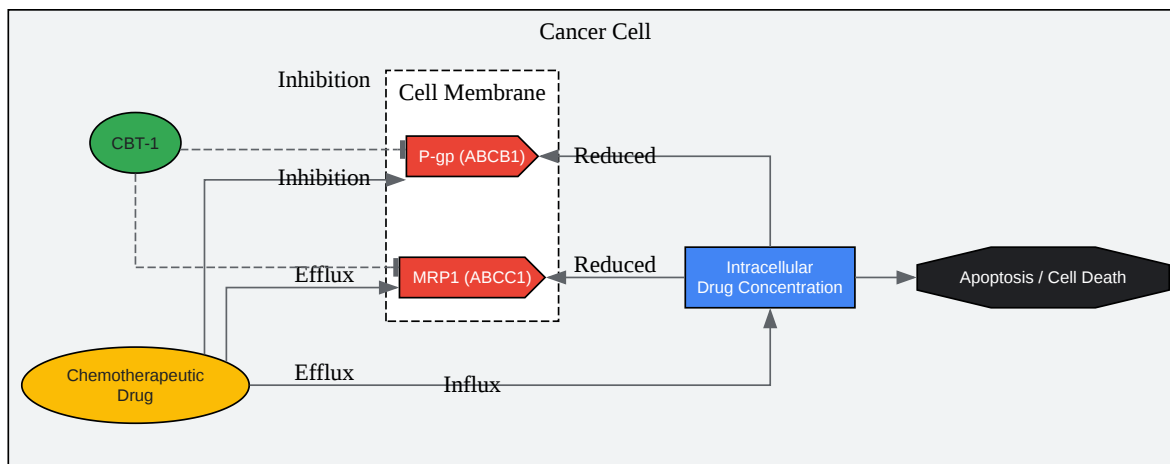 Cancer Cell
Inhibition
Cell Membrane
CBT-1
P-gp (ABCB1)
Reduced
Inhibition
MRP1 (ABCC1)
Reduced
Efflux
Intracellular
Drug Concentration
Apoptosis / Cell Death
Chemotherapeutic
Drug
Efflux
Influx